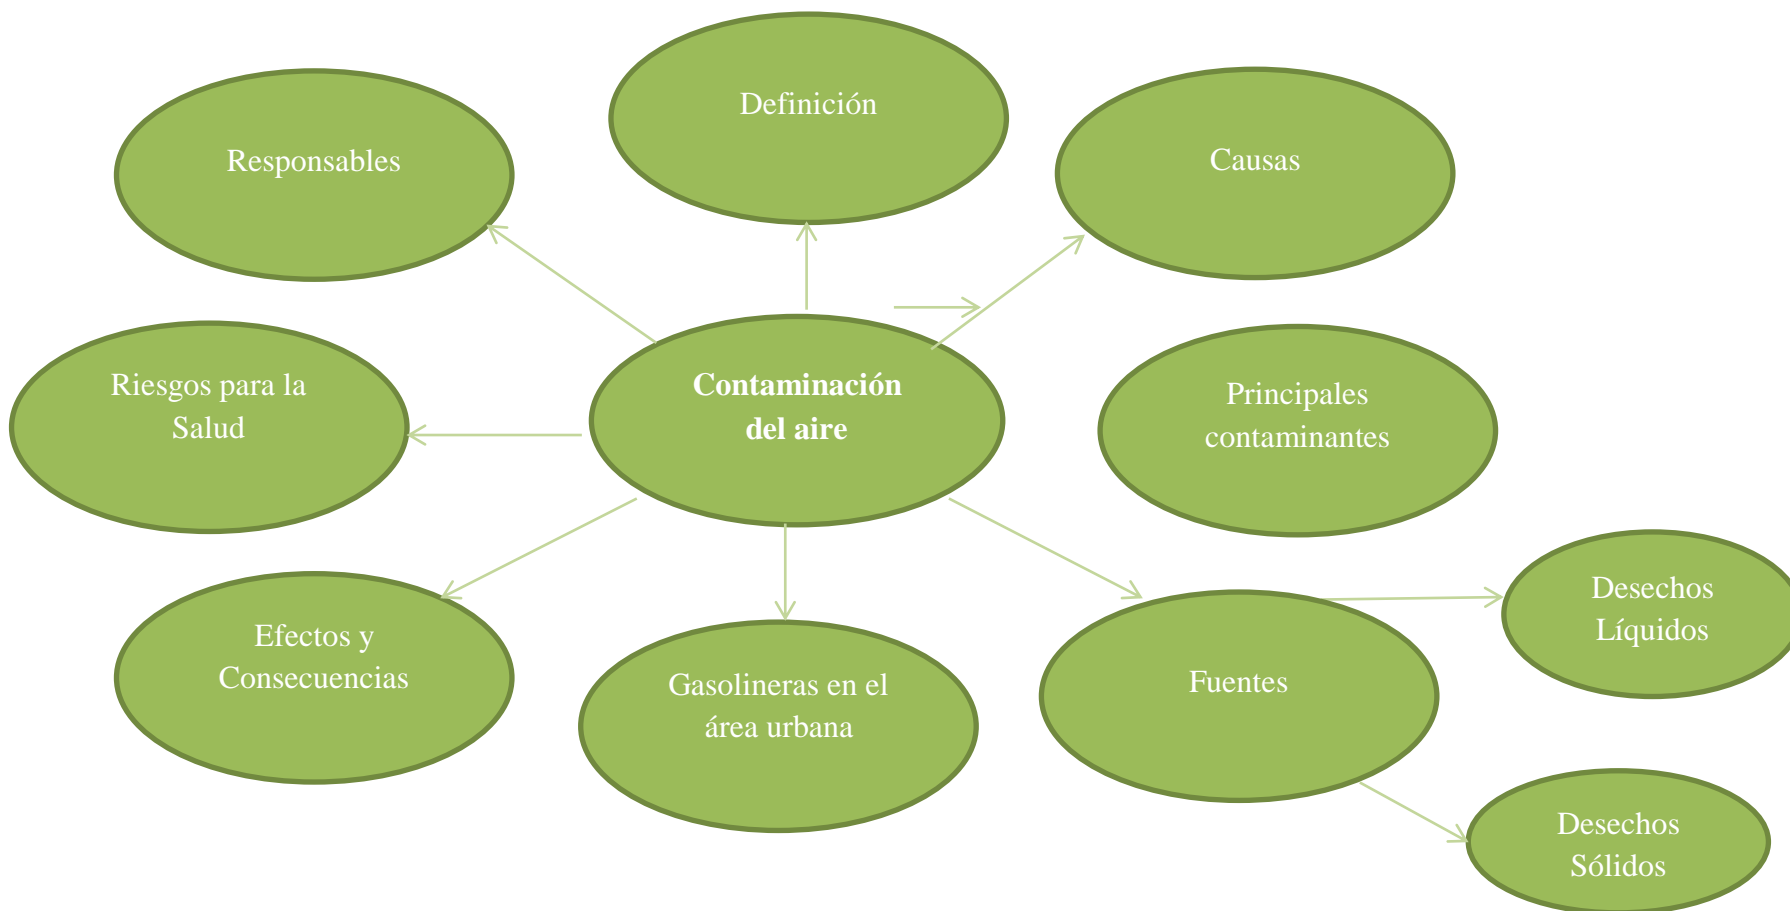 Definición
Responsables
Causas
Contaminación
del aire
Riesgos para la
Salud
Principales
contaminantes
Efectos y
Consecuencias
Gasolineras en el
área urbana
Fuentes
Desechos
Líquidos
Desechos
Sólidos